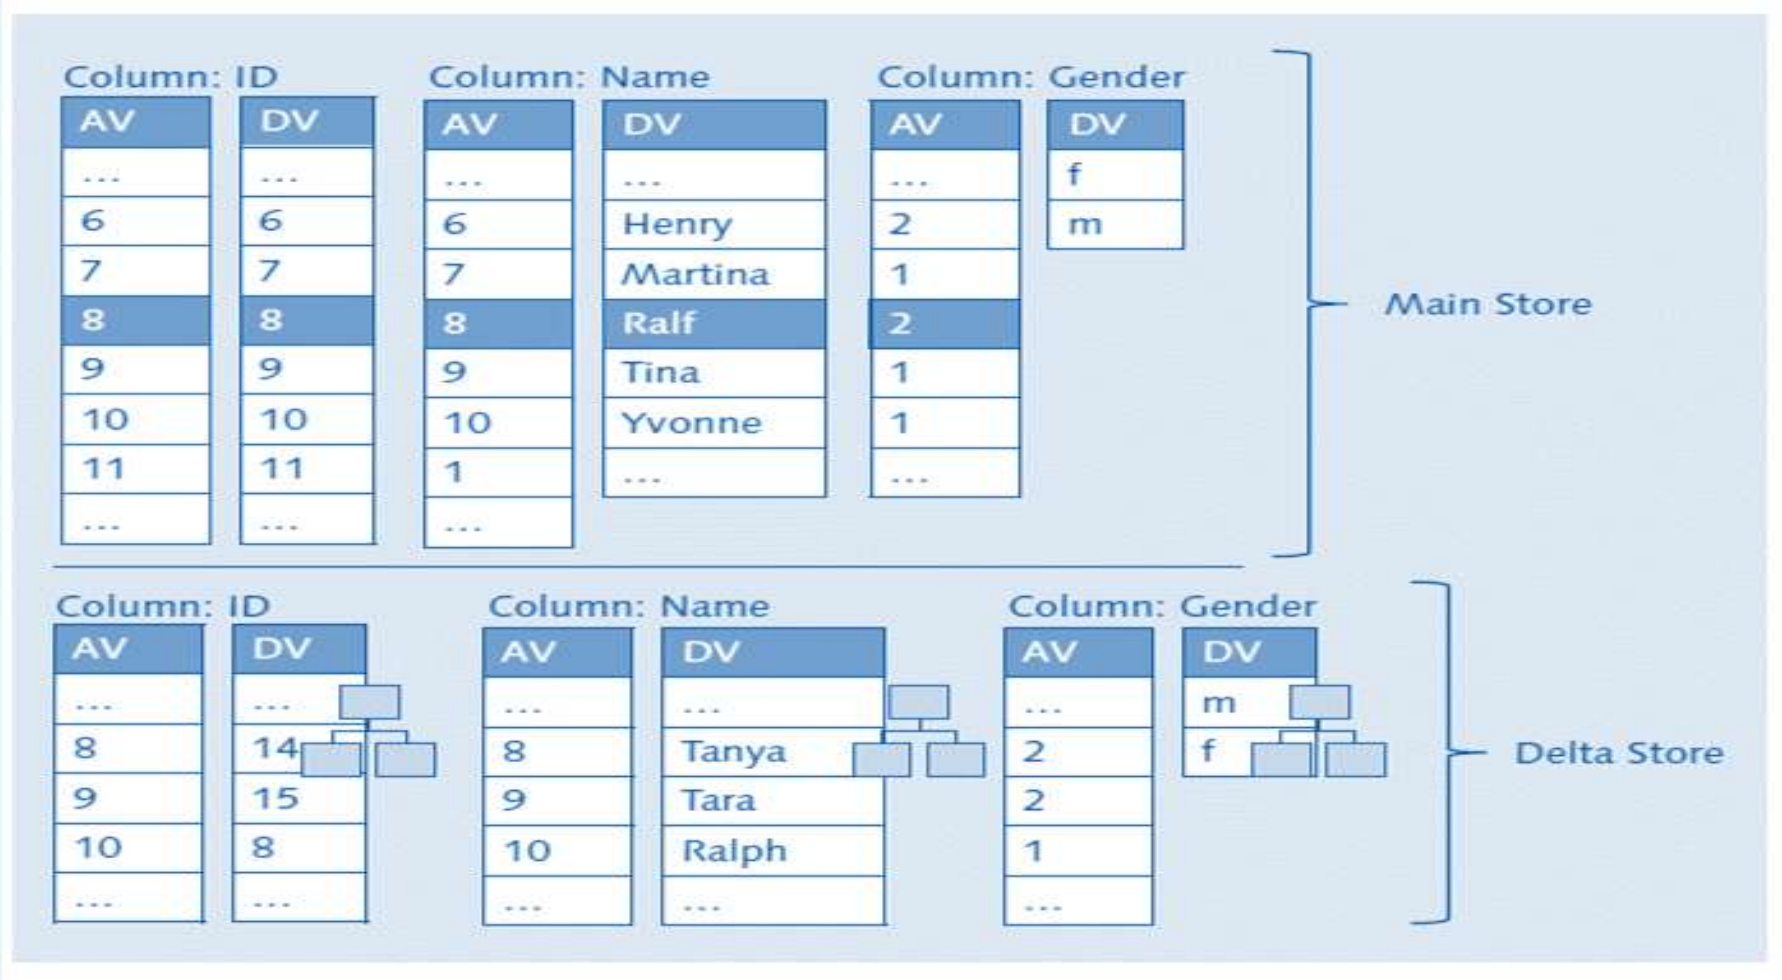 Column: ID Column: Name Column: Gender
AV DV AV DV AV DV
... ... ... ... ... f
6 6 6 Henry 2 m
7 7 7 Martina 1
8 8 8 Ralf 2
Main Store
9 9 9 Tina 1
10 10 10 Yvonne 1
11 11 1 ... ...
... ... ...
Column: ID Column: Name Column: Gender
AV DV AV DV AV DV
... ... ... ... ... m
8 14 8 Tanya 2 f
Delta Store
9 15 9 Tara 2
10 8 10 Ralph 1
... ... ... ... ...